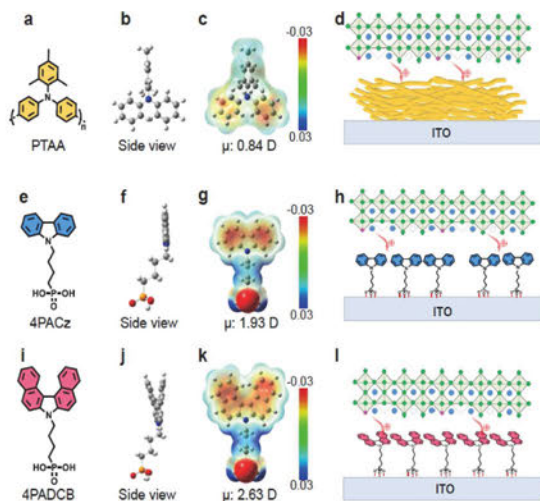 a b c d
-0.03
N
n
0.03
ITO
PTAA Side view μ: 0.84 D
e f g h
-0.03
N
HO-P-OH
O
0.03
ITO
4PACz Side view μ: 1.93 D
i j k l
-0.03
N
HO-P-OH
O
0.03
ITO
4PADCB Side view μ: 2.63 D